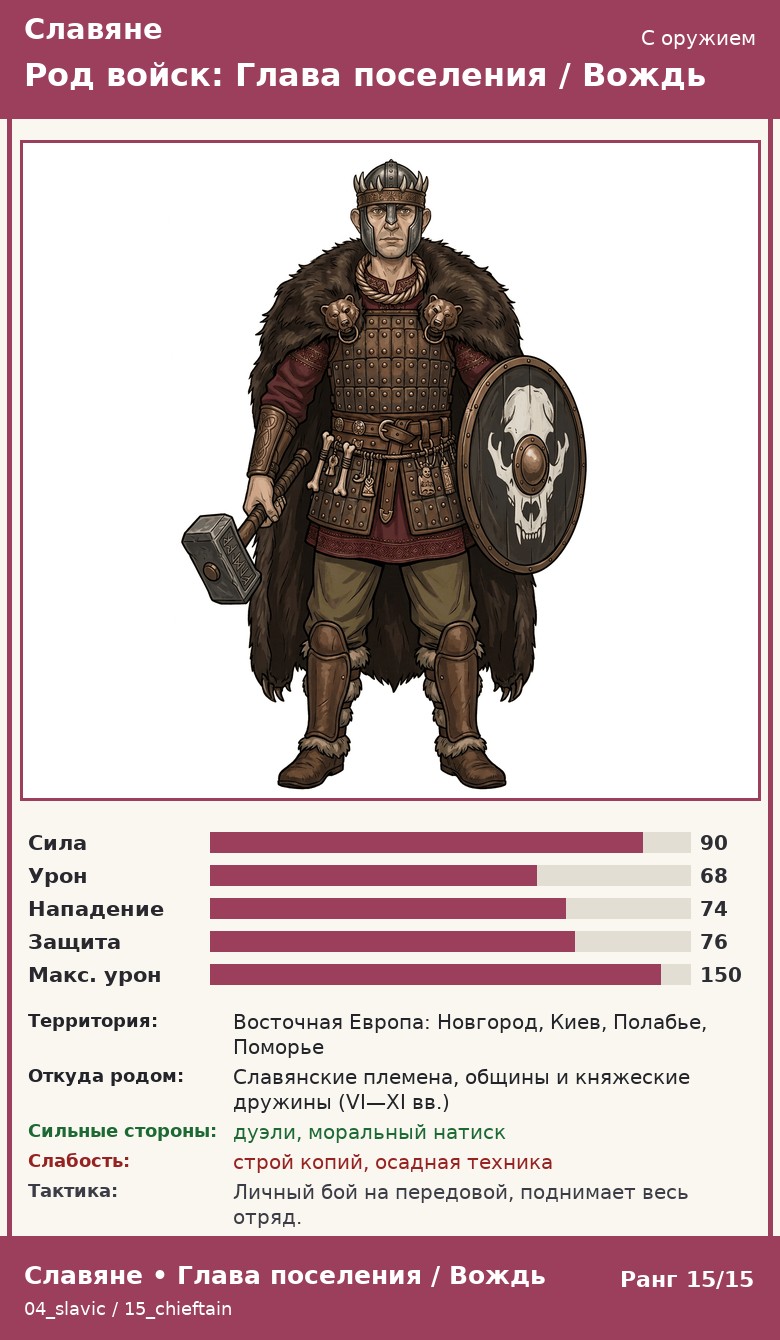 Славяне
С оружием
Род войск: Глава поселения / Вождь
Сила 90
Урон 68
Нападение 74
Защита 76
Макс. урон 150
Территория: Восточная Европа: Новгород, Киев, Полабье,
Поморье
Откуда родом: Славянские племена, общины и княжеские
дружины (VI—XI вв.)
Сильные стороны: дуэли, моральный натиск
Слабость: строй копий, осадная техника
Тактика: Личный бой на передовой, поднимает весь
отряд.
Славяне • Глава поселения / Вождь
Ранг 15/15
04_slavic / 15_chieftain